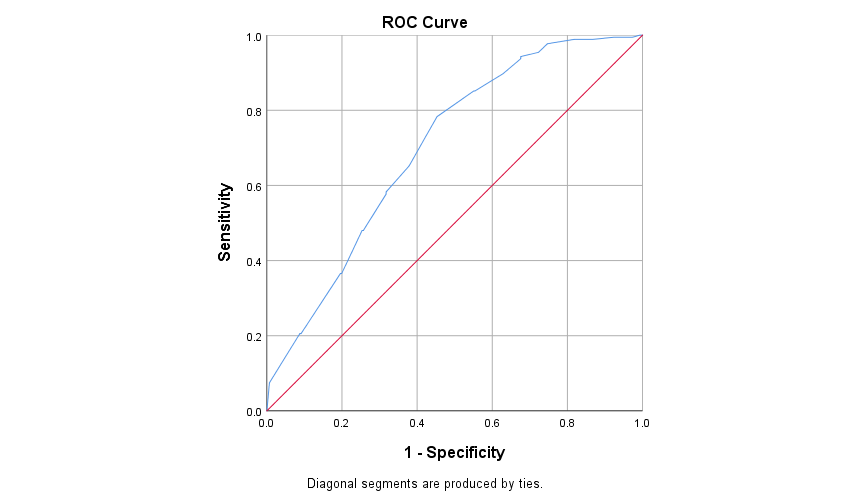 ROC Curve
1.0
0.8
0.6
0.4
0.2
0.0
Sensitivity
0.0 0.2 0.4 0.6 0.8 1.0
1 - Specificity
Diagonal segments are produced by ties.